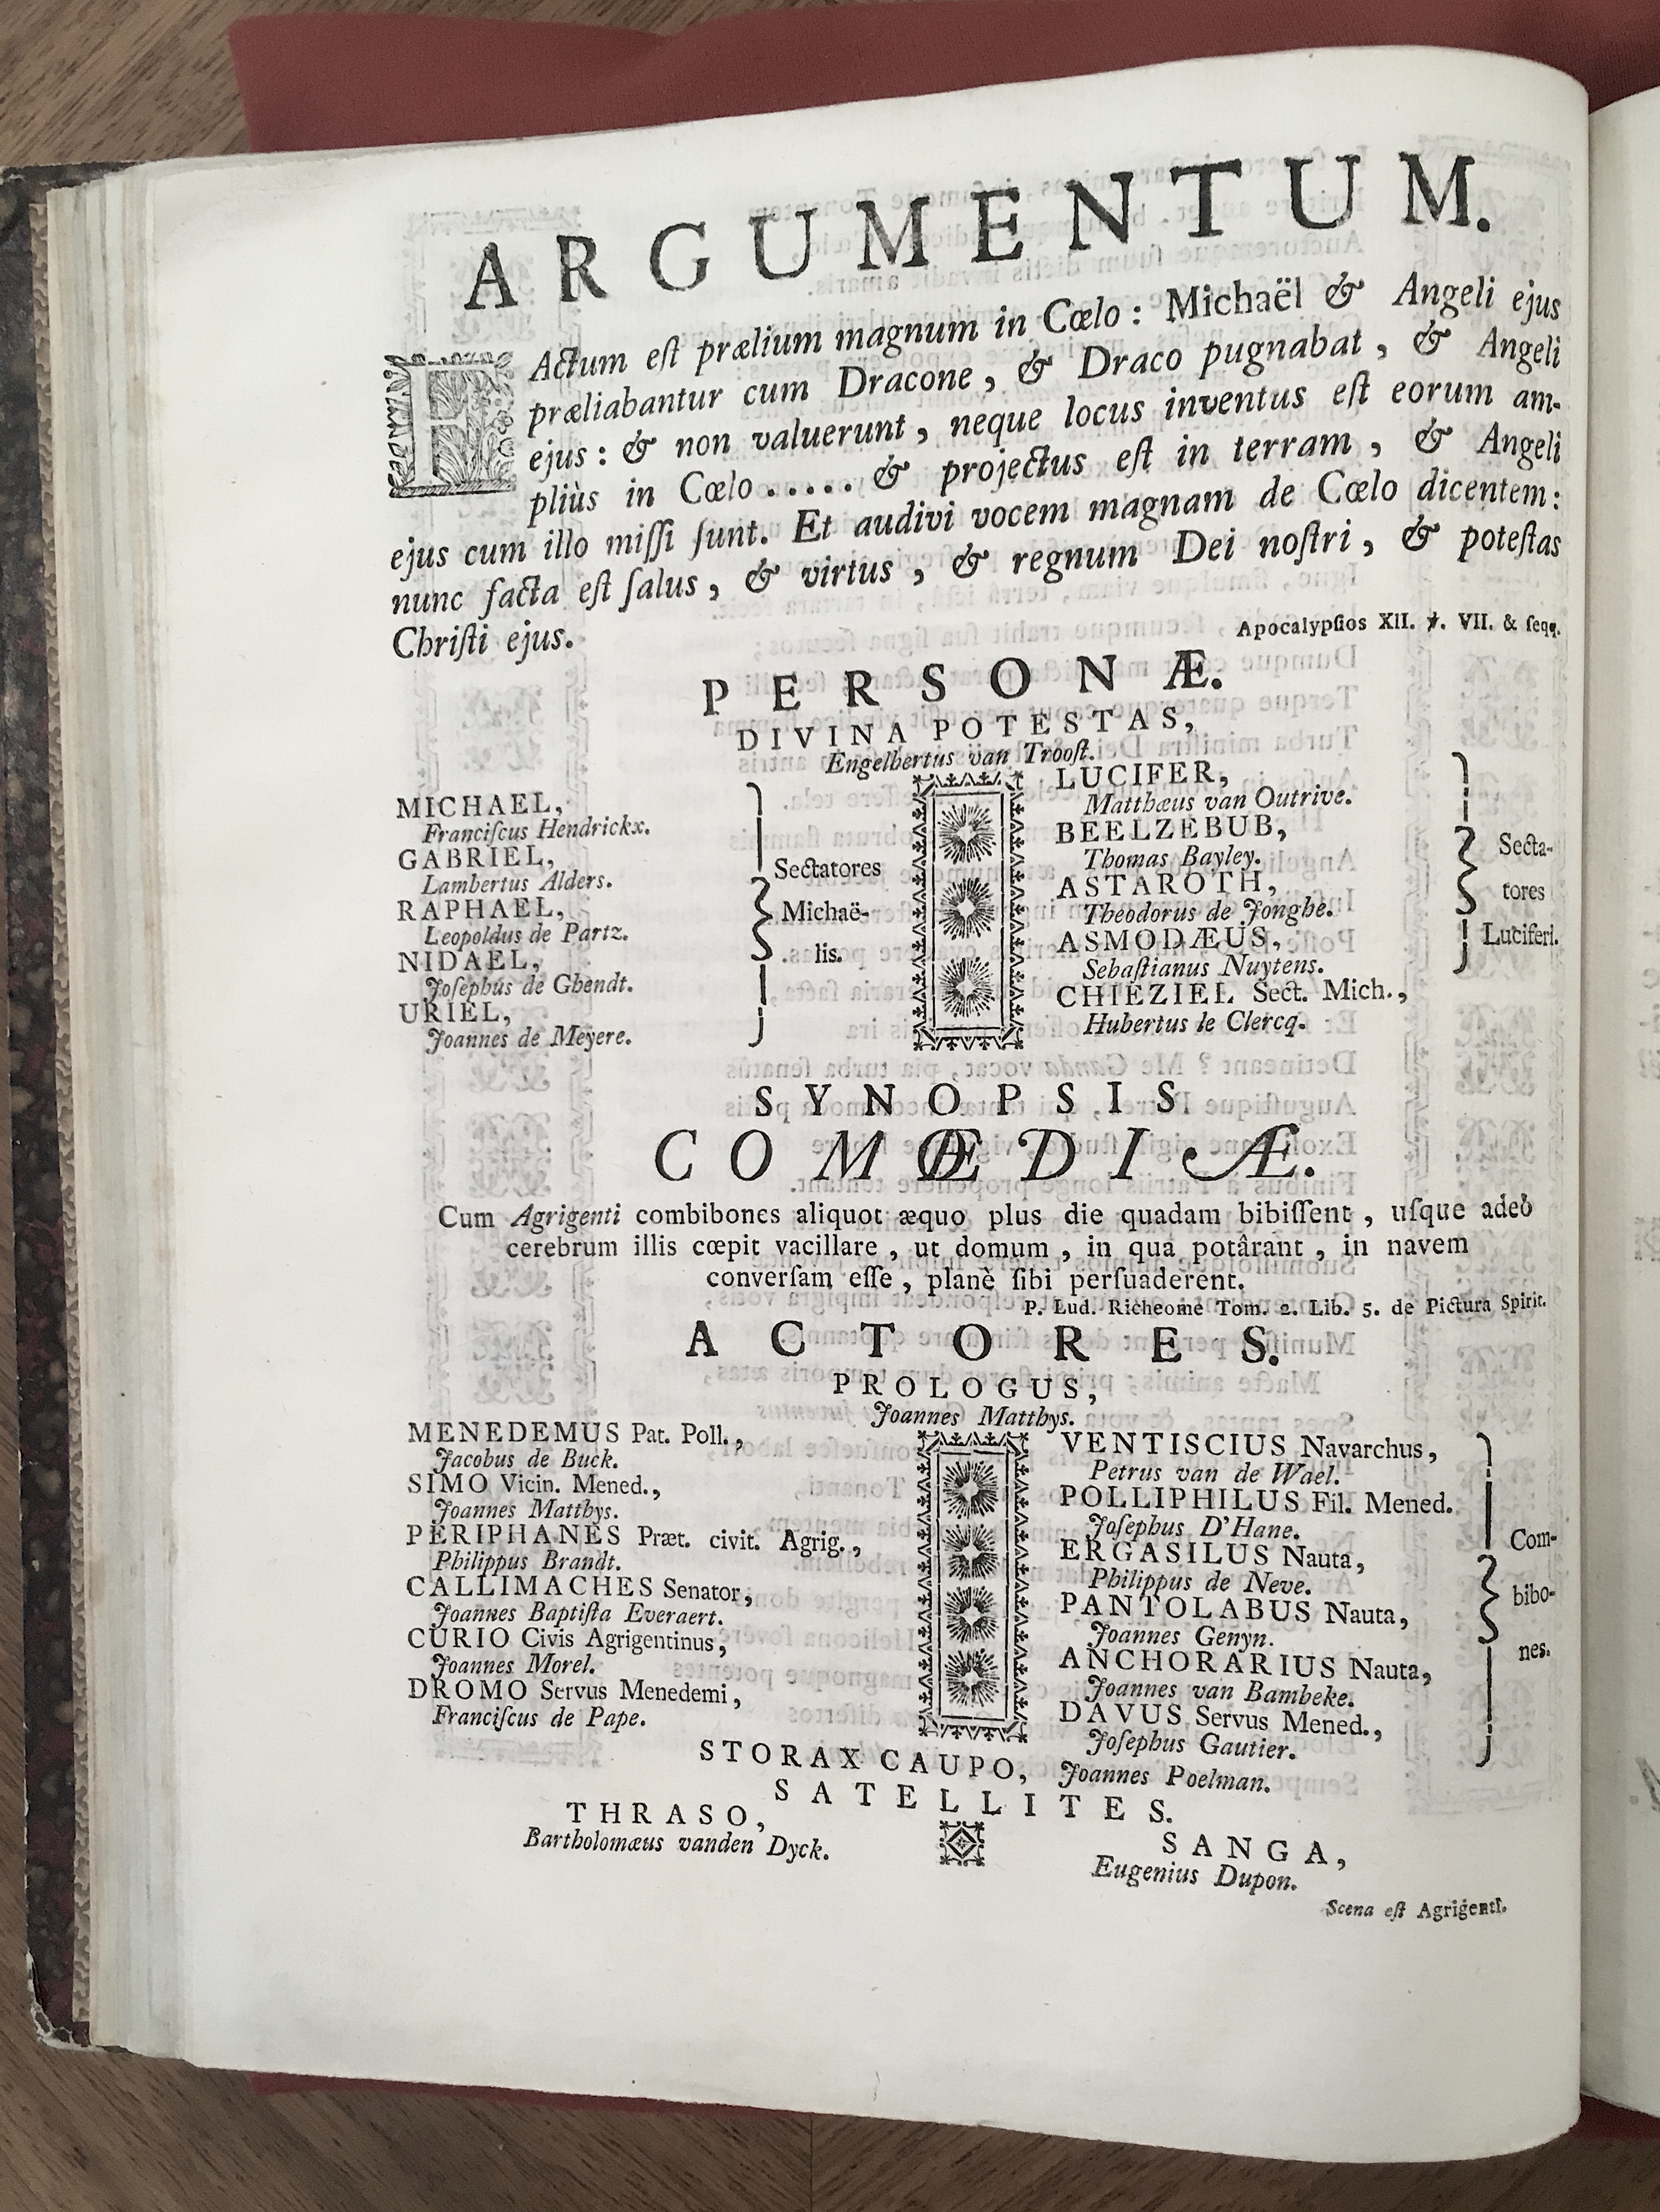 ARGUMENTUM.
FActum eſt prælium magnum in Cœlo : Michaël & Angeli ejus
præliabantur cum Dracone, & Draco pugnabat, & Angeli
ejus : & non valuerunt, neque locus inventus eſt eorum am-
pliùs in Cœlo ..... & projectus eſt in terram, & Angeli
ejus cum illo miſſi ſunt. Et audivi vocem magnam de Cœlo dicentem:
nunc facta eſt ſalus, & virtus, & regnum Dei noſtri, & poteſtas
Chriſti ejus.
Apocalypſios XII. ℣. VII. & ſeqq.
PERSONÆ.
DIVINA POTESTAS,
Engelbertus van Trooſt.
MICHAEL,
Franciſcus Hendrickx.
GABRIEL,
Lambertus Alders.
RAPHAEL,
Leopoldus de Partz.
NIDAEL,
Joſephus de Ghendt.
URIEL,
Joannes de Meyere.
Sectatores
Michaë-
lis.
LUCIFER,
Matthæus van Outrive.
BEELZEBUB,
Thomas Bayley.
ASTAROTH,
Theodorus de Jonghe.
ASMODÆUS,
Sebaſtianus Nuytens.
CHIEZIEL Sect. Mich.,
Hubertus le Clercq.
Secta-
tores
Luciferi.
SYNOPSIS
COMŒDIÆ.
Cum Agrigenti combibones aliquot æquo plus die quadam bibiſſent, uſque adeò
cerebrum illis cœpit vacillare, ut domum, in quâ potârant, in navem
converſam eſſe, planè ſibi perſuaderent.
P. Lud. Richeome Tom. 2. Lib. 5. de Pictura Spirit.
ACTORES.
PROLOGUS,
Joannes Matthys.
MENEDEMUS Pat. Poll.,
Jacobus de Buck.
SIMO Vicin. Mened.,
Joannes Matthys.
PERIPHANES Præt. civit. Agrig.,
Philippus Brandt.
CALLIMACHES Senator,
Joannes Baptiſta Everaert.
CURIO Civis Agrigentinus,
Joannes Morel.
DROMO Servus Menedemi,
Franciſcus de Pape.
VENTISCIUS Navarchus,
Petrus van de Wael.
POLLIPHILUS Fil. Mened.
Joſephus D'Hane.
ERGASILUS Nauta,
Philippus de Neve.
PANTOLABUS Nauta,
Joannes Genyn.
ANCHORARIUS Nauta,
Joannes van Bambeke.
DAVUS Servus Mened.,
Joſephus Gautier.
Com-
bibo-
nes.
STORAX CAUPO, Joannes Poelman.
SATELLITES.
THRASO,
Bartholomæus vanden Dyck.
SANGA,
Eugenius Dupon.
Scena eſt Agrigenti.